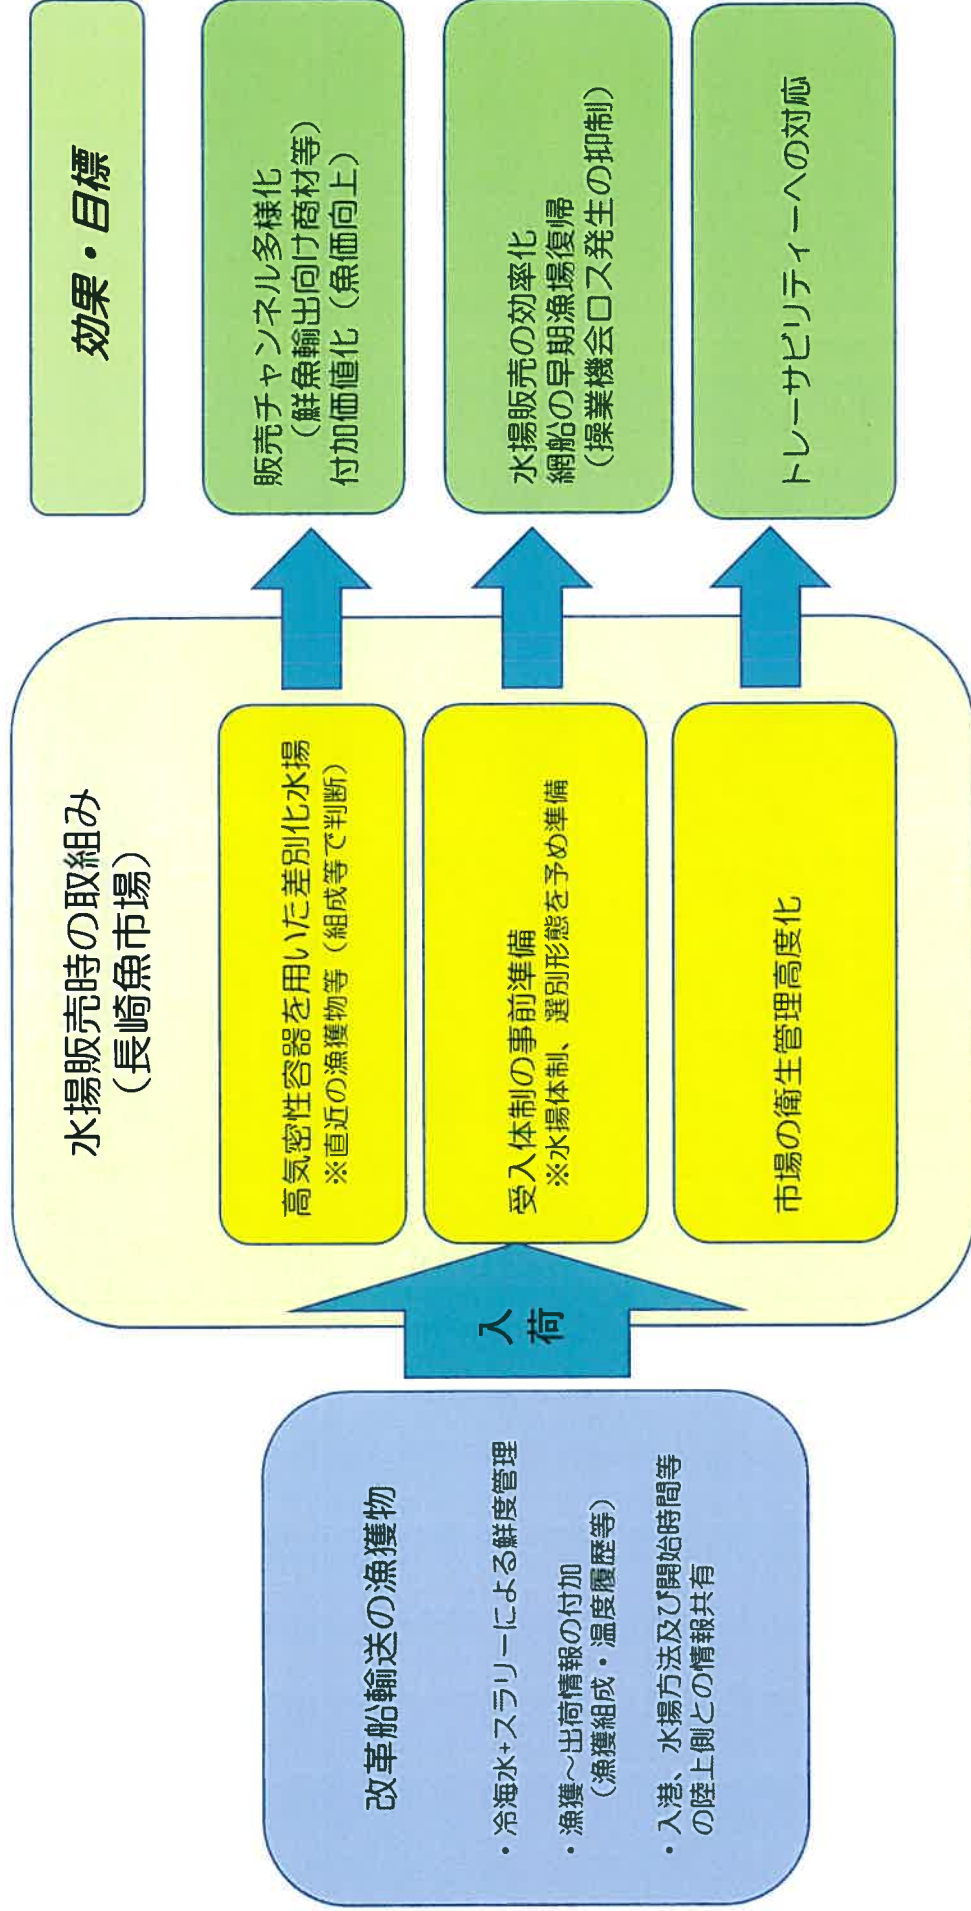 改革船輸送の漁獲物
・冷海水+スラリーによる鮮度管理
・漁獲～出荷情報の付加
（漁獲組成・温度履歴等）
・入港、水揚方法及び開始時間等
の陸上側との情報共有
入
荷
水揚販売時の取組み
（長崎魚市場）
高気密性容器を用いた差別化水揚
※直近の漁獲物等（組成等で判断）
受入体制の事前準備
※水揚体制、選別形態を予め準備
市場の衛生管理高度化
効果・目標
販売チャンネル多様化
（鮮魚輸出向け商材等）
付加価値化（魚価向上）
水揚販売の効率化
網船の早期漁場復帰
（操業機会ロス発生の抑制）
トレーサビリティーへの対応